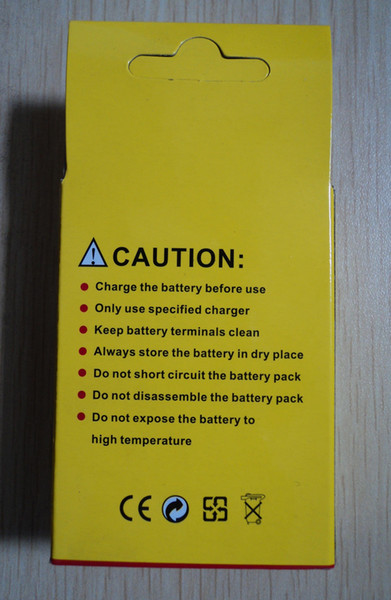 CAUTION:
Charge the battery before use
Only use specified charger
Keep battery terminals clean
Always store the battery in dry place
Do not short circuit the battery pack
Do not disassemble the battery pack
Do not expose the battery to
high temperature
CE